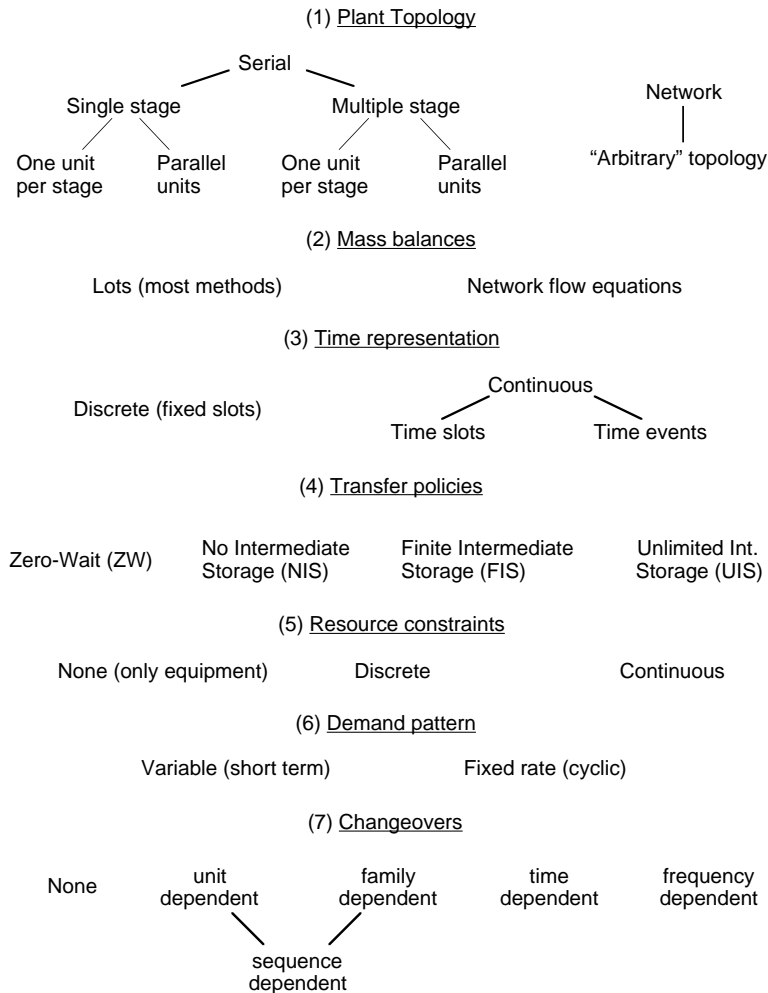 (1) Plant Topology
Serial
Single stage
Multiple stage
Network
One unit
per stage
Parallel
units
One unit
per stage
Parallel
units
“Arbitrary” topology
(2) Mass balances
Lots (most methods)
Network flow equations
(3) Time representation
Discrete (fixed slots)
Continuous
Time slots
Time events
(4) Transfer policies
Zero-Wait (ZW)
No Intermediate
Storage (NIS)
Finite Intermediate
Storage (FIS)
Unlimited Int.
Storage (UIS)
(5) Resource constraints
None (only equipment)
Discrete
Continuous
(6) Demand pattern
Variable (short term)
Fixed rate (cyclic)
(7) Changeovers
None
unit
dependent
family
dependent
time
dependent
frequency
dependent
sequence
dependent